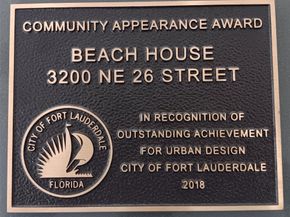 COMMUNITY APPEARANCE AWARD
BEACH HOUSE
3200 NE 26 STREET
CITY OF FORT LAUDERDALE
FLORIDA
IN RECOGNITION OF
OUTSTANDING ACHIEVEMENT
FOR URBAN DESIGN
CITY OF FORT LAUDERDALE
2018